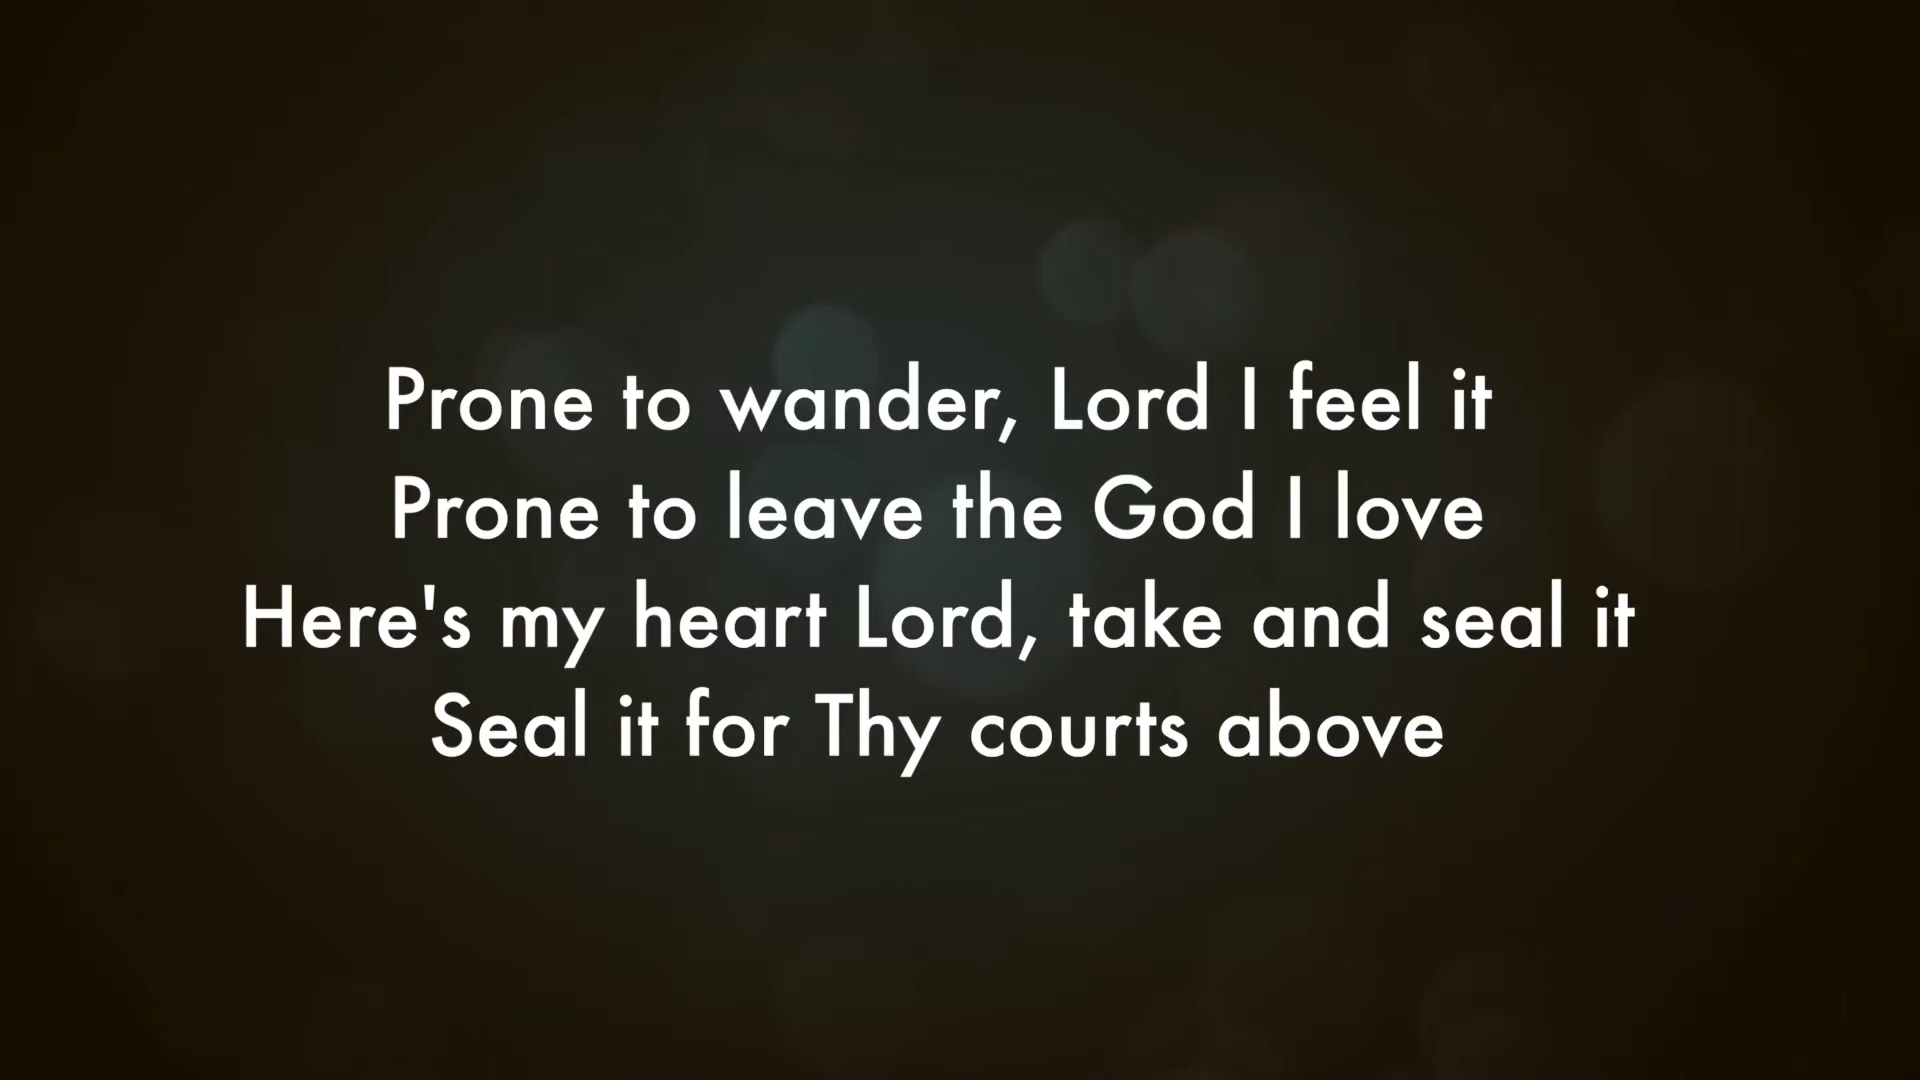 Prone to wander, Lord I feel it
Prone to leave the God I love
Here's my heart Lord, take and seal it
Seal it for Thy courts above